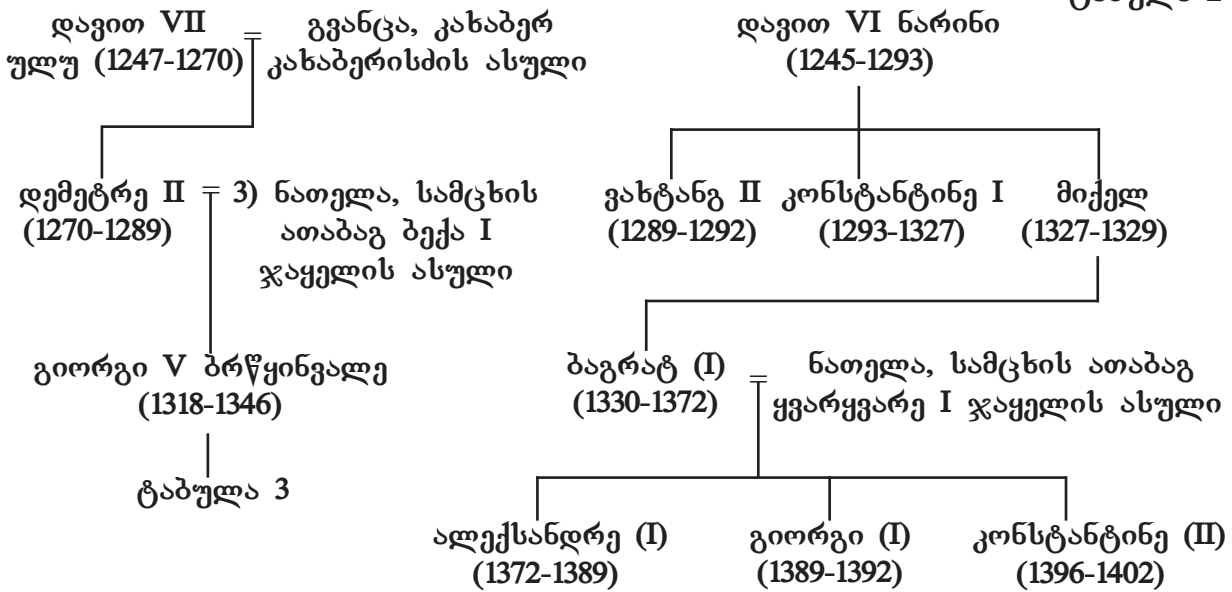 დავით VII
ულუ (1247-1270)
=
გვანცა, კახაბერ
კახაბერისძის ასული
დავით VI ნარინი
(1245-1293)
დემეტრე II = 3) ნათელა, სამცხის
(1270-1289)
ათაბაგ ბექა I
ჯაყელის ასული
ვახტანგ II
(1289-1292)
კონსტანტინე I
(1293-1327)
მიქელ
(1327-1329)
გიორგი V ბრწყინვალე
(1318-1346)
ბაგრატ (I)
(1330-1372)
=
ნათელა, სამცხის ათაბაგ
ყვარყვარე I ჯაყელის ასული
ტაბულა 3
ალექსანდრე (I)
(1372-1389)
გიორგი (I)
(1389-1392)
კონსტანტინე (II)
(1396-1402)